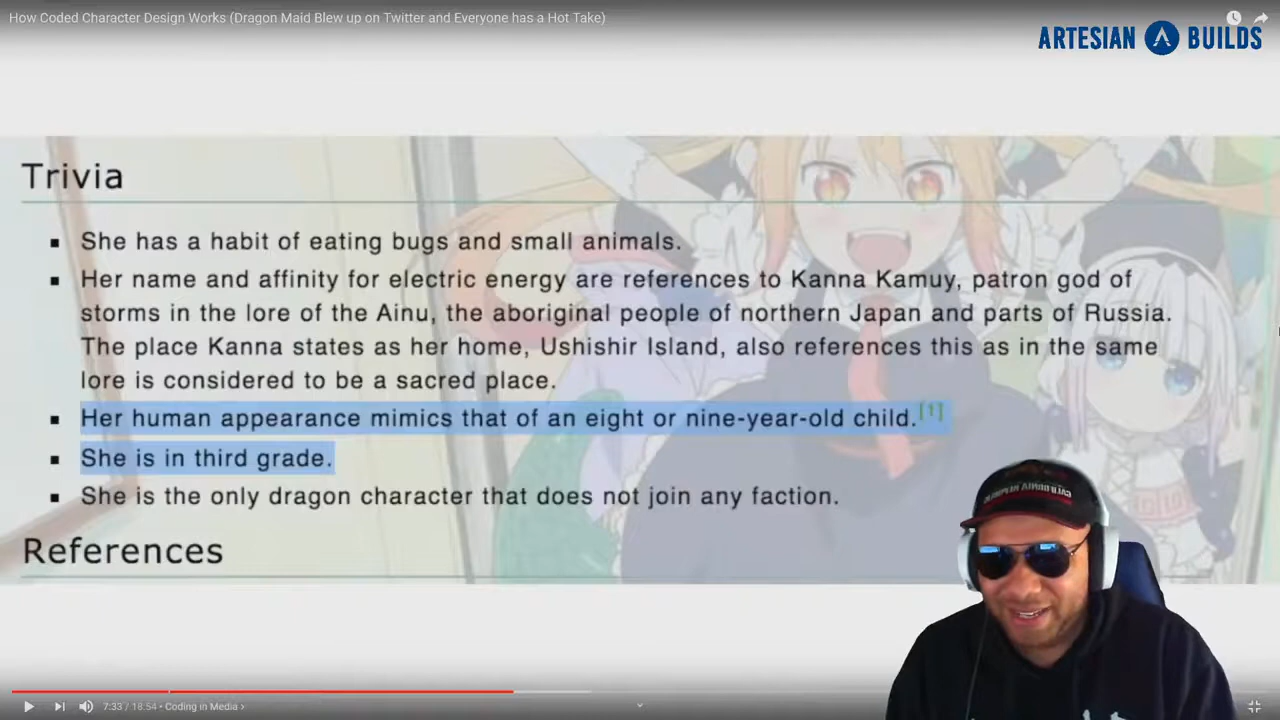 How Coded Character Design Works (Dragon Maid Blew up on Twitter and Everyone has a Hot Take)
ARTESIAN BUILDS
Trivia
She has a habit of eating bugs and small animals.
Her name and affinity for electric energy are references to Kanna Kamuy, patron god of
storms in the lore of the Ainu, the aboriginal people of northern Japan and parts of Russia.
The place Kanna states as her home, Ushishir Island, also references this as in the same
lore is considered to be a sacred place.
Her human appearance mimics that of an eight or nine-year-old child.[1]
She is in third grade.
She is the only dragon character that does not join any faction.
References
7:33 / 18:54 • Coding in Media >